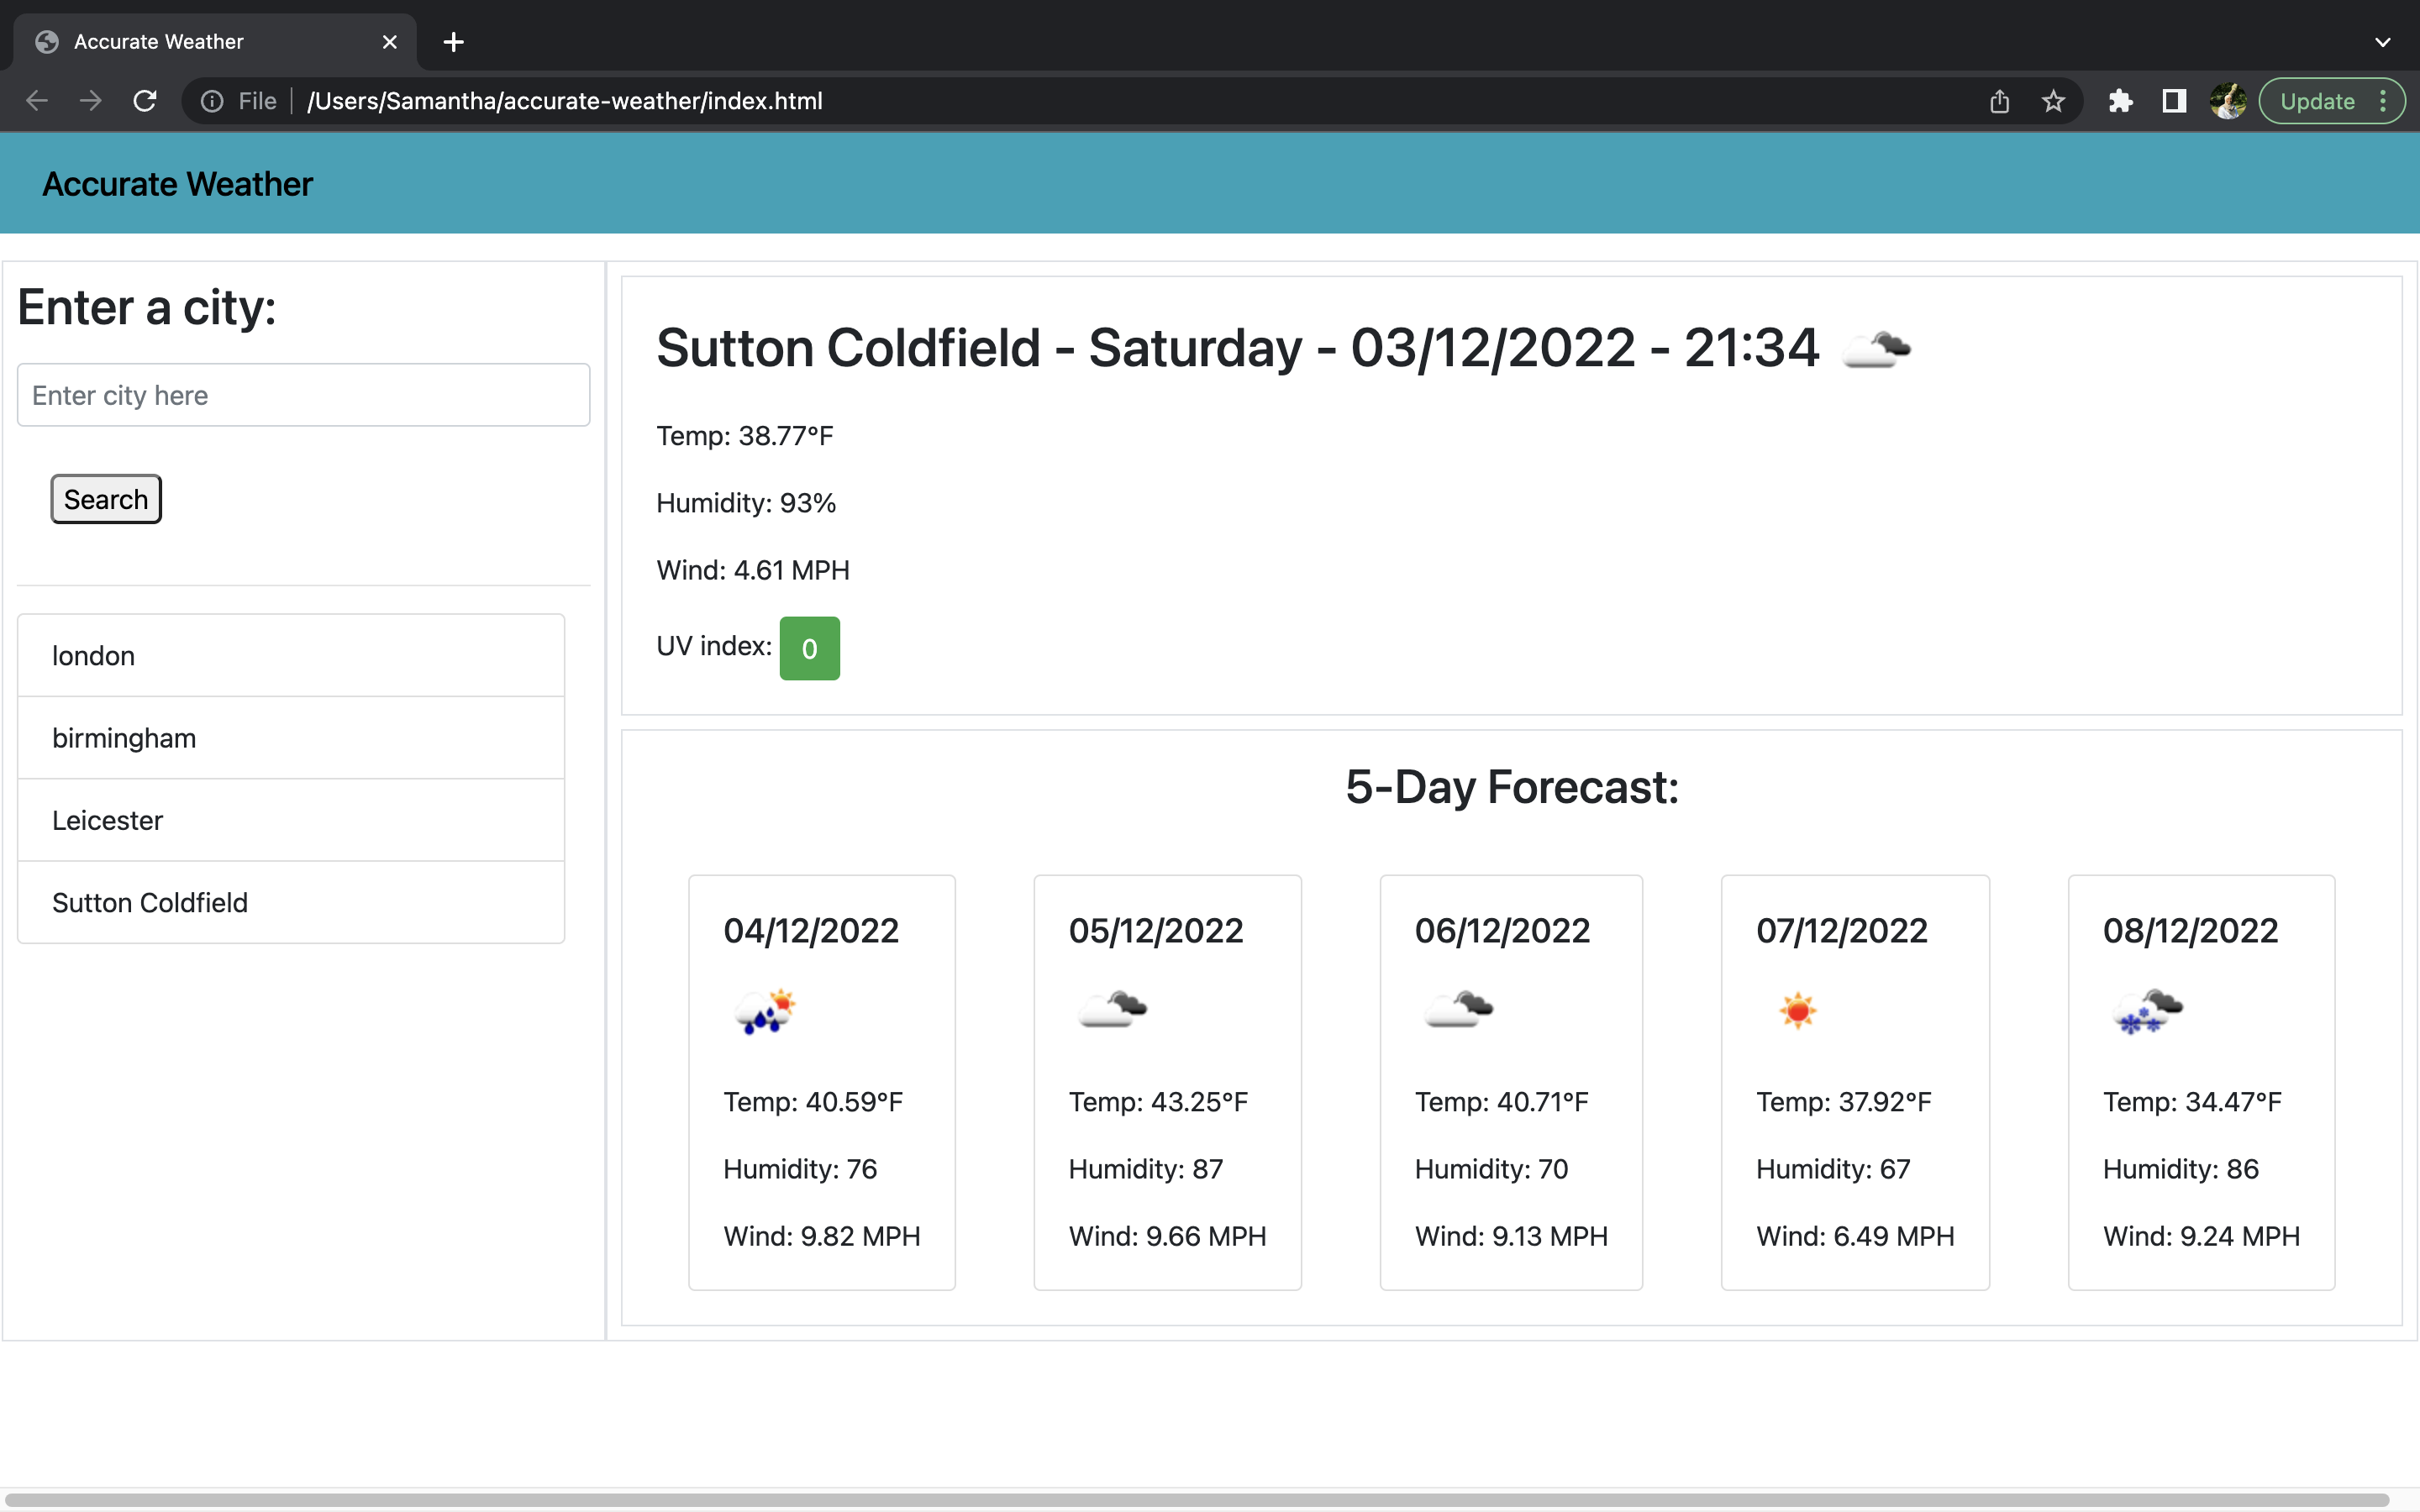 Accurate Weather
File /Users/Samantha/accurate-weather/index.html
Update
Accurate Weather
Enter a city:
Enter city here
Search
london
birmingham
Leicester
Sutton Coldfield
Sutton Coldfield - Saturday - 03/12/2022 - 21:34
Temp: 38.77°F
Humidity: 93%
Wind: 4.61 MPH
UV index: 0
5-Day Forecast:
04/12/2022
Temp: 40.59°F
Humidity: 76
Wind: 9.82 MPH
05/12/2022
Temp: 43.25°F
Humidity: 87
Wind: 9.66 MPH
06/12/2022
Temp: 40.71°F
Humidity: 70
Wind: 9.13 MPH
07/12/2022
Temp: 37.92°F
Humidity: 67
Wind: 6.49 MPH
08/12/2022
Temp: 34.47°F
Humidity: 86
Wind: 9.24 MPH